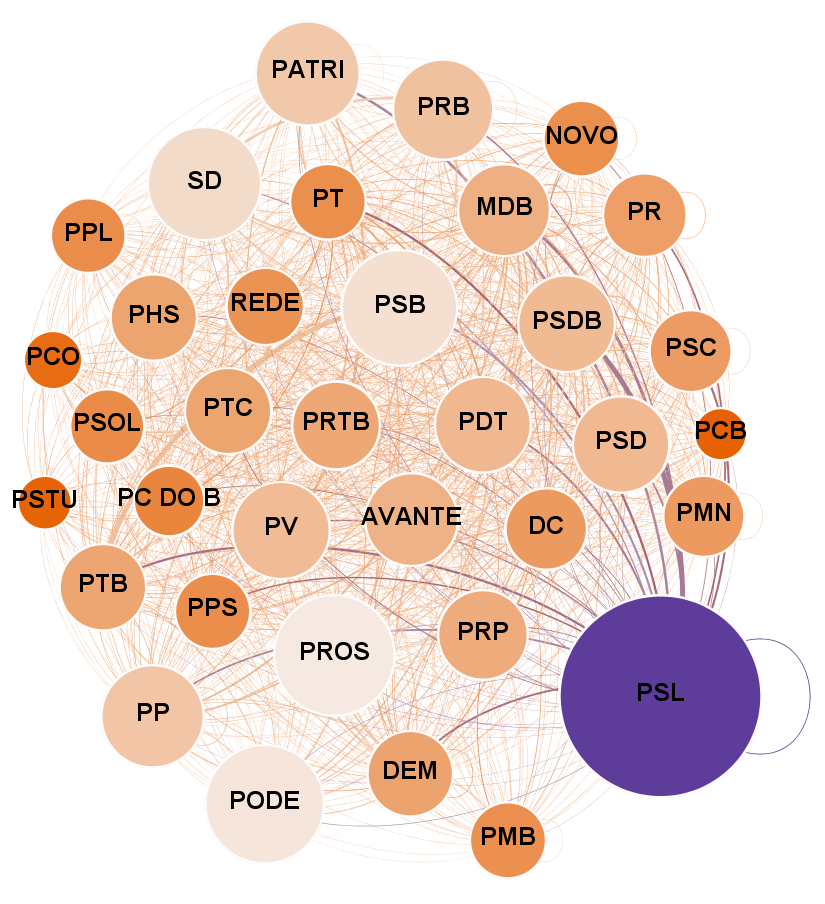 PATRI
PRB
NOVO
SD
PT
MDB
PR
PPL
PHS
REDE
PSB
PSDB
PSC
PCO
PSOL
PTC
PRTB
PDT
PSD
PCB
PSTU
PC DO B
PV
AVANTE
DC
PMN
PTB
PPS
PROS
PRP
PSL
PP
PODE
DEM
PMB